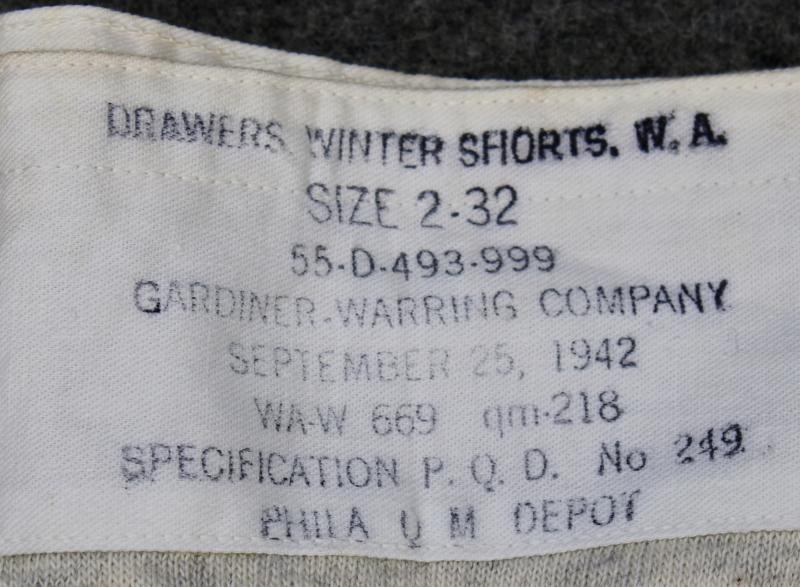 DRAWERS, WINTER SHORTS. W. A.
SIZE 2-32
55-D-493-999
GARDINER-WARRING COMPANY
SEPTEMBER 25, 1942
WA-W 669 qm-218
SPECIFICATION P. Q. D. No 249
PHILA Q M DEPOT